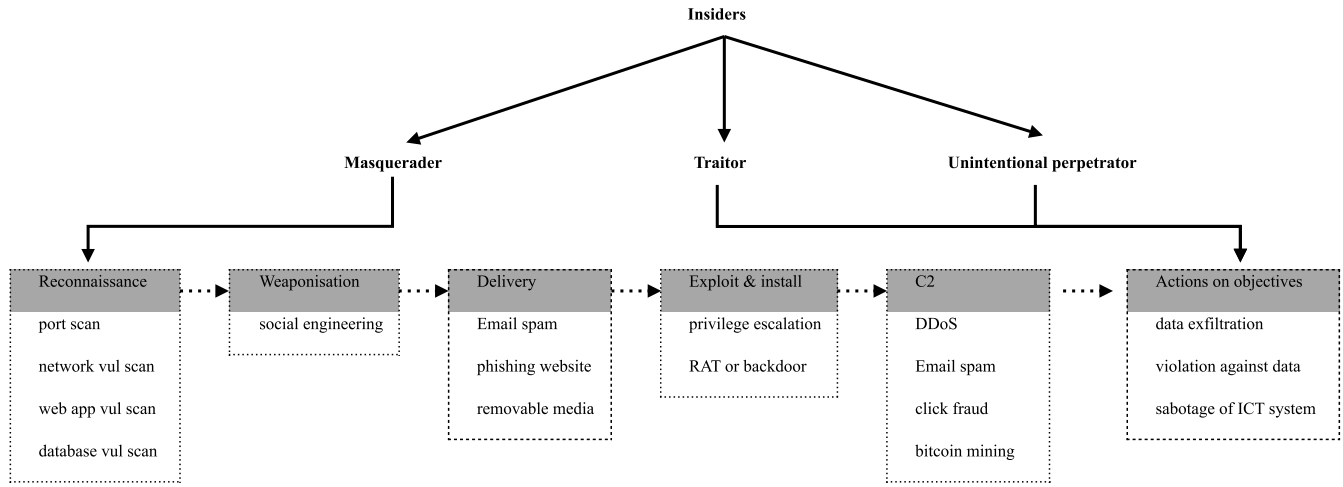 Insiders
Masquerader
Traitor
Unintentional perpetrator
Reconnaissance
port scan
network vul scan
web app vul scan
database vul scan
Weaponisation
social engineering
Delivery
Email spam
phishing website
removable media
Exploit & install
privilege escalation
RAT or backdoor
C2
DDoS
Email spam
click fraud
bitcoin mining
Actions on objectives
data exfiltration
violation against data
sabotage of ICT system